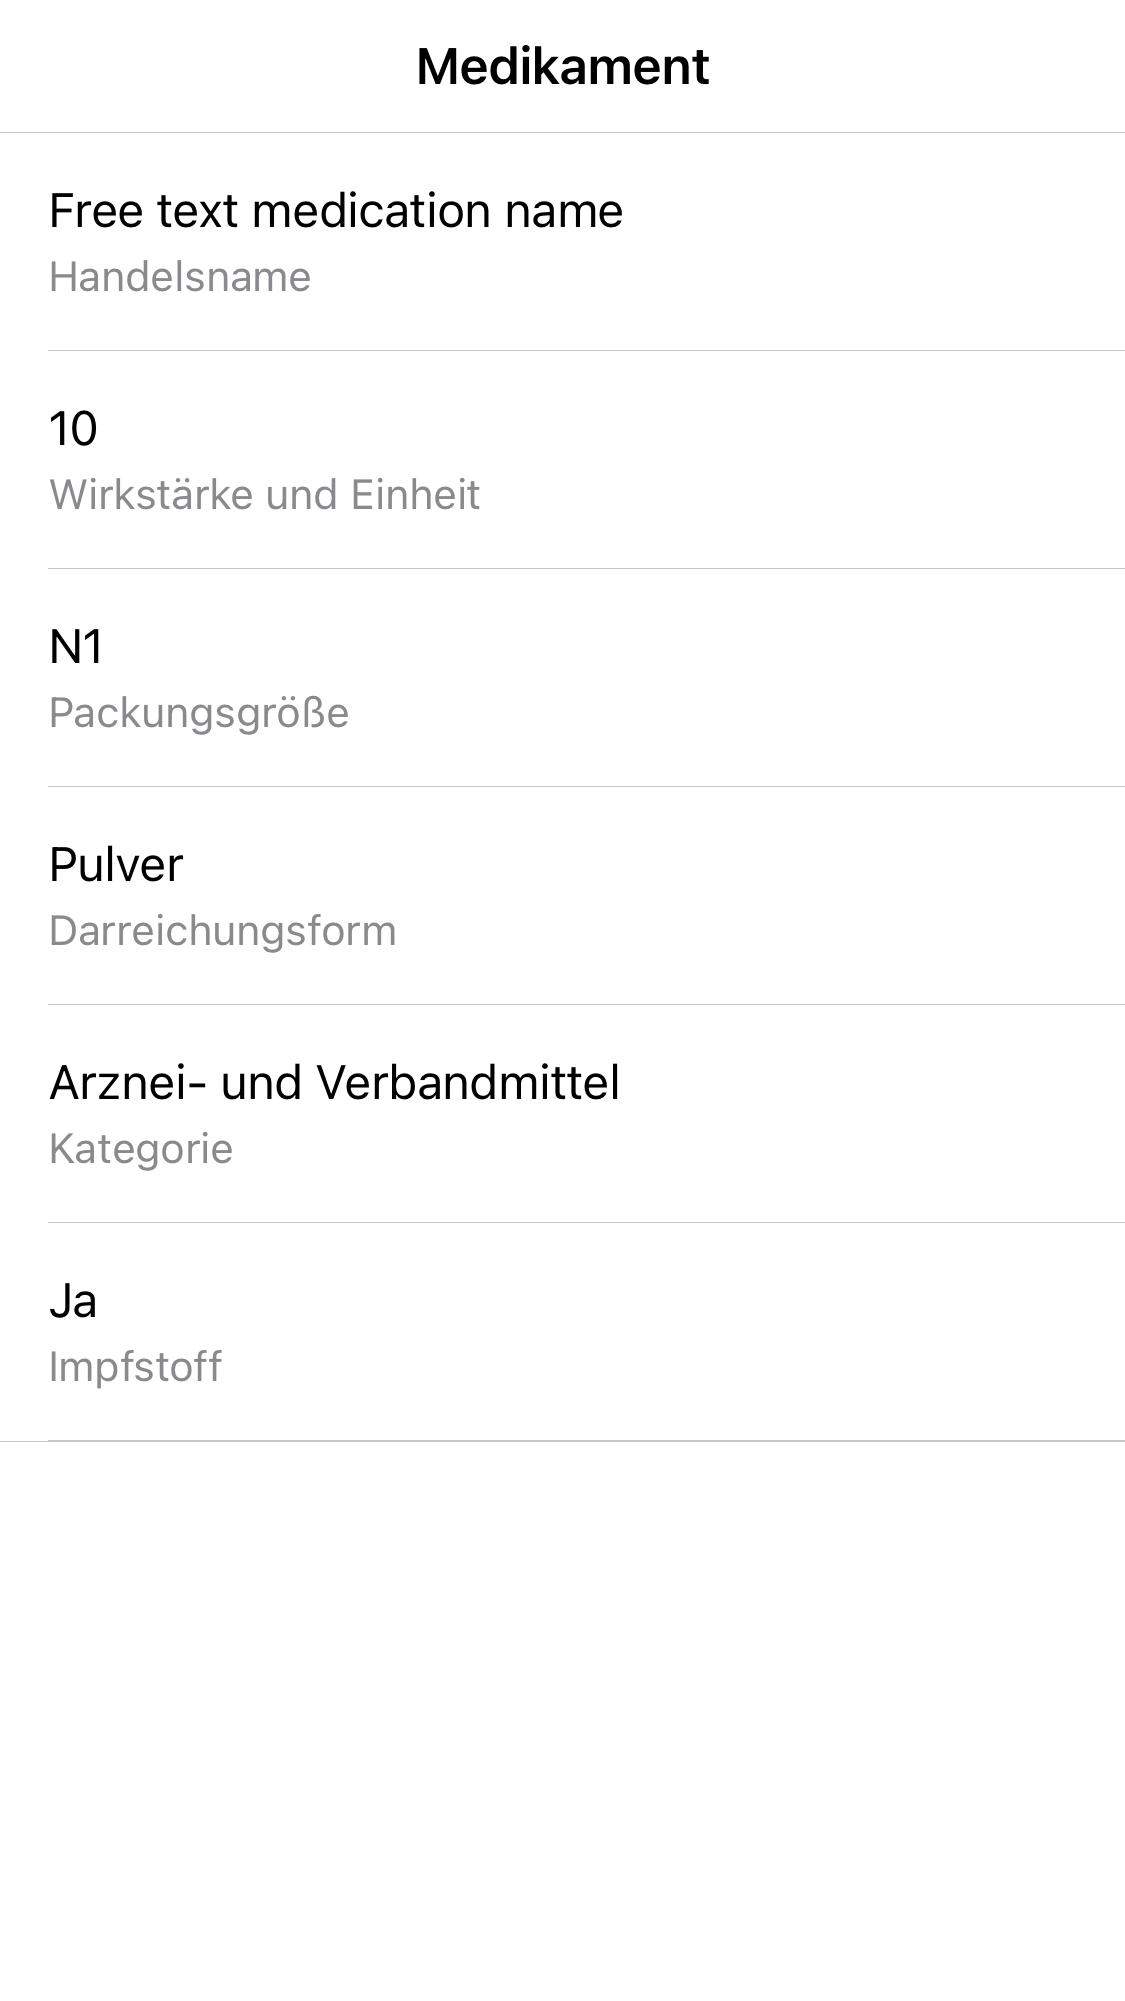 Medikament
Free text medication name
Handelsname
10
Wirkstärke und Einheit
N1
Packungsgröße
Pulver
Darreichungsform
Arznei- und Verbandmittel
Kategorie
Ja
Impfstoff